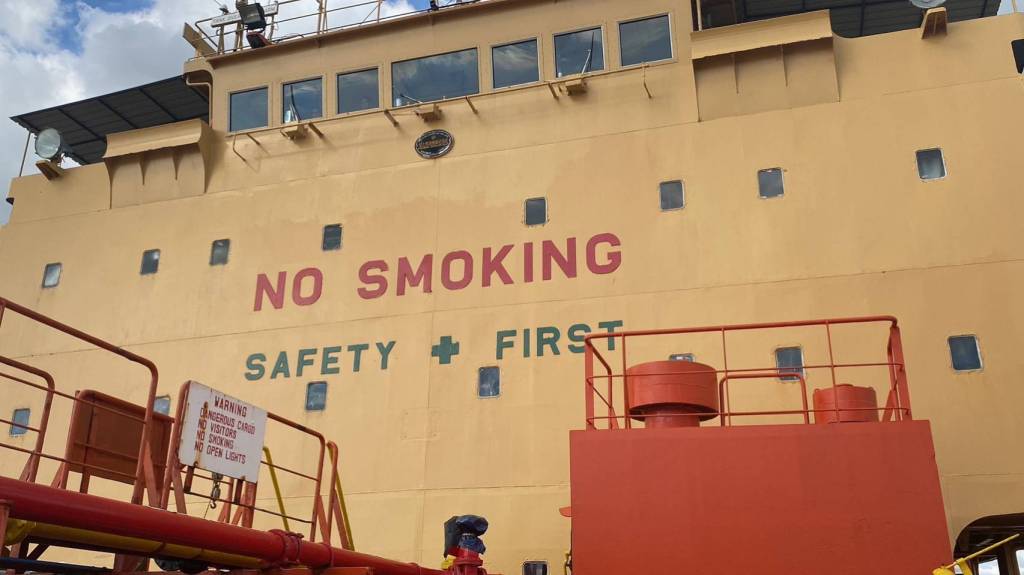 NO SMOKING
SAFETY FIRST
WARNING
DANGEROUS CARGO
NO VISITORS
NO SMOKING
NO OPEN LIGHTS